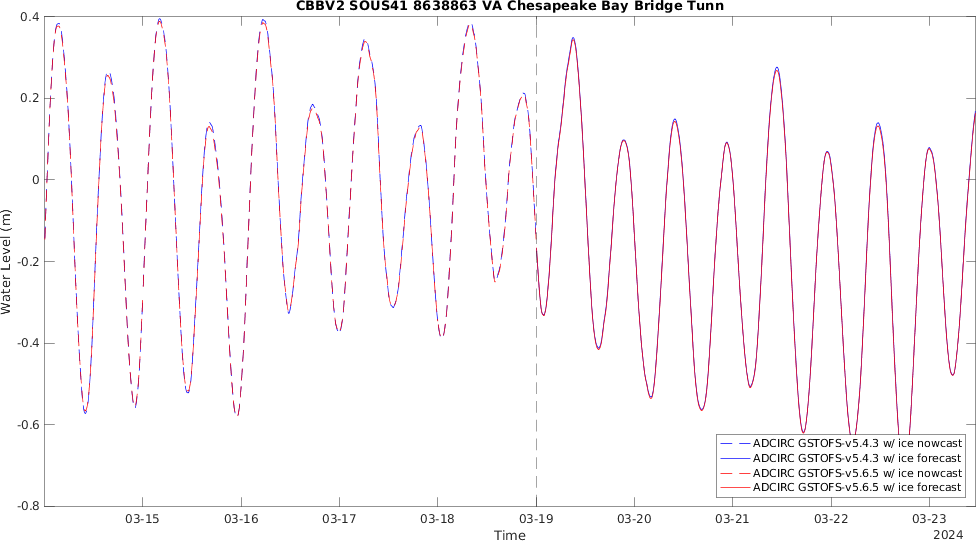 CBBV2 SOUS41 8638863 VA Chesapeake Bay Bridge Tunn
Water Level (m)
0.4
0.2
0
-0.2
-0.4
-0.6
-0.8
ADCIRC GSTOFS-v5.4.3 w/ ice nowcast
ADCIRC GSTOFS-v5.4.3 w/ ice forecast
ADCIRC GSTOFS-v5.6.5 w/ ice nowcast
ADCIRC GSTOFS-v5.6.5 w/ ice forecast
03-15 03-16 03-17 03-18 03-19 03-20 03-21 03-22 03-23
Time
2024